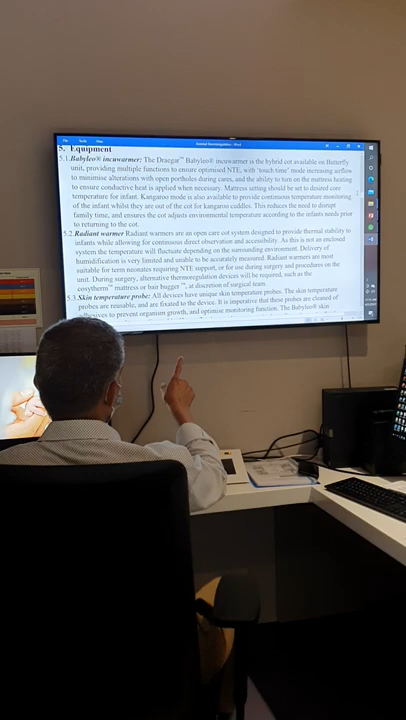 File Tools View
Neonatal Thermoregulation - Word
5. Equipment
5.1.Babyleo® incuwarmer: The Draegar™ Babyleo® incuwarmer is the hybrid cot available on Butterfly
unit, providing multiple functions to ensure optimised NTE, with 'touch time' mode increasing airflow
to minimise alterations with open portholes during cares, and the ability to turn on the mattress heating
to ensure conductive heat is applied when necessary. Mattress setting should be set to desired core
temperature for infant. Kangaroo mode is also available to provide continuous temperature monitoring
of the infant whilst they are out of the cot for kangaroo cuddles. This reduces the need to disrupt
family time, and ensures the cot adjusts environmental temperature according to the infants needs prior
to returning to the cot.
5.2.Radiant warmer Radiant warmers are an open care cot system designed to provide thermal stability to
infants while allowing for continuous direct observation and accessibility. As this is not an enclosed
system the temperature will fluctuate depending on the surrounding environment. Delivery of
humidification is very limited and unable to be accurately measured. Radiant warmers are most
suitable for term neonates requiring NTE support, or for use during surgery and procedures on the
unit. During surgery, alternative thermoregulation devices will be required, such as the
cosytherm™ mattress or bair hugger™, at discretion of surgical team.
5.3.Skin temperature probe: All devices have unique skin temperature probes. The skin temperature
probes are reusable, and are fixated to the device. It is imperative that these probes are cleaned of
adhesives to prevent organism growth, and optimise monitoring function. The Babyleo® skin